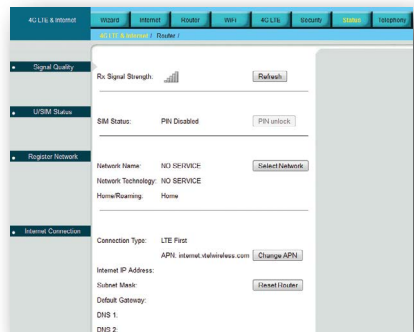 4G LTE & Internet
Wizard Internet Router WiFi 4G LTE Security Status Telephony
4G LTE & Internet / Router /
Signal Quality
Rx Signal Strength: Refresh
U/SIM Status
SIM Status: PIN Disabled PIN unlock
Register Network
Network Name: NO SERVICE Select Network
Network Technology: NO SERVICE
Home/Roaming: Home
Internet Connection
Connection Type: LTE First
APN: internet.vtelwireless.com Change APN
Internet IP Address:
Subnet Mask: Reset Router
Default Gateway:
DNS 1:
DNS 2: